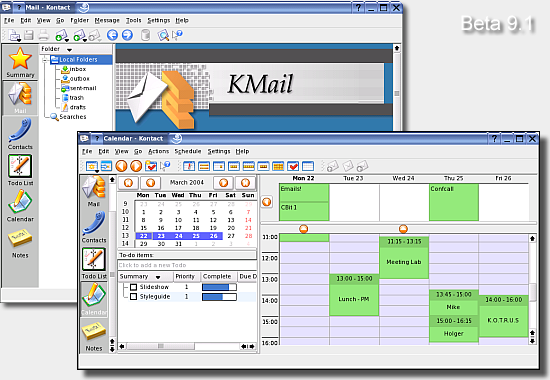 Mail - Kontact
Beta 9.1
File Edit View Go Folder Message Tools Settings Help
Summary
Mail
Contacts
Todo List
Calendar
Notes
Folder
Local Folders
inbox
outbox
sent-mail
trash
drafts
Searches
KMail
Calendar - Kontact
File Edit View Go Actions Schedule Settings Help
Mail
Contacts
Todo List
Calendar
Notes
March 2004
Mon Tue Wed Thu Fri Sat Sun
9 23 24 25 26 27 28 29
10 1 2 3 4 5 6 7
11 8 9 10 11 12 13 14
12 15 16 17 18 19 20 21
13 22 23 24 25 26 27 28
14 29 30 31 1 2 3 4
To-do items:
Click to add a new Todo
Summary Priority Complete Due D
Slideshow 1
Styleguide 1
Mon 22 Tue 23 Wed 24 Thu 25 Fri 26
Emails! Confcall
CBit 1
11:00
12:00
13:00
14:00
15:00
16:00
11:15 - 13:15
Meeting Lab
13:00 - 15:00
Lunch - PM
13:45 - 15:00
Mike
15:00 - 16:15
Holger
14:00 - 16:00
K.O.T.R.U.S